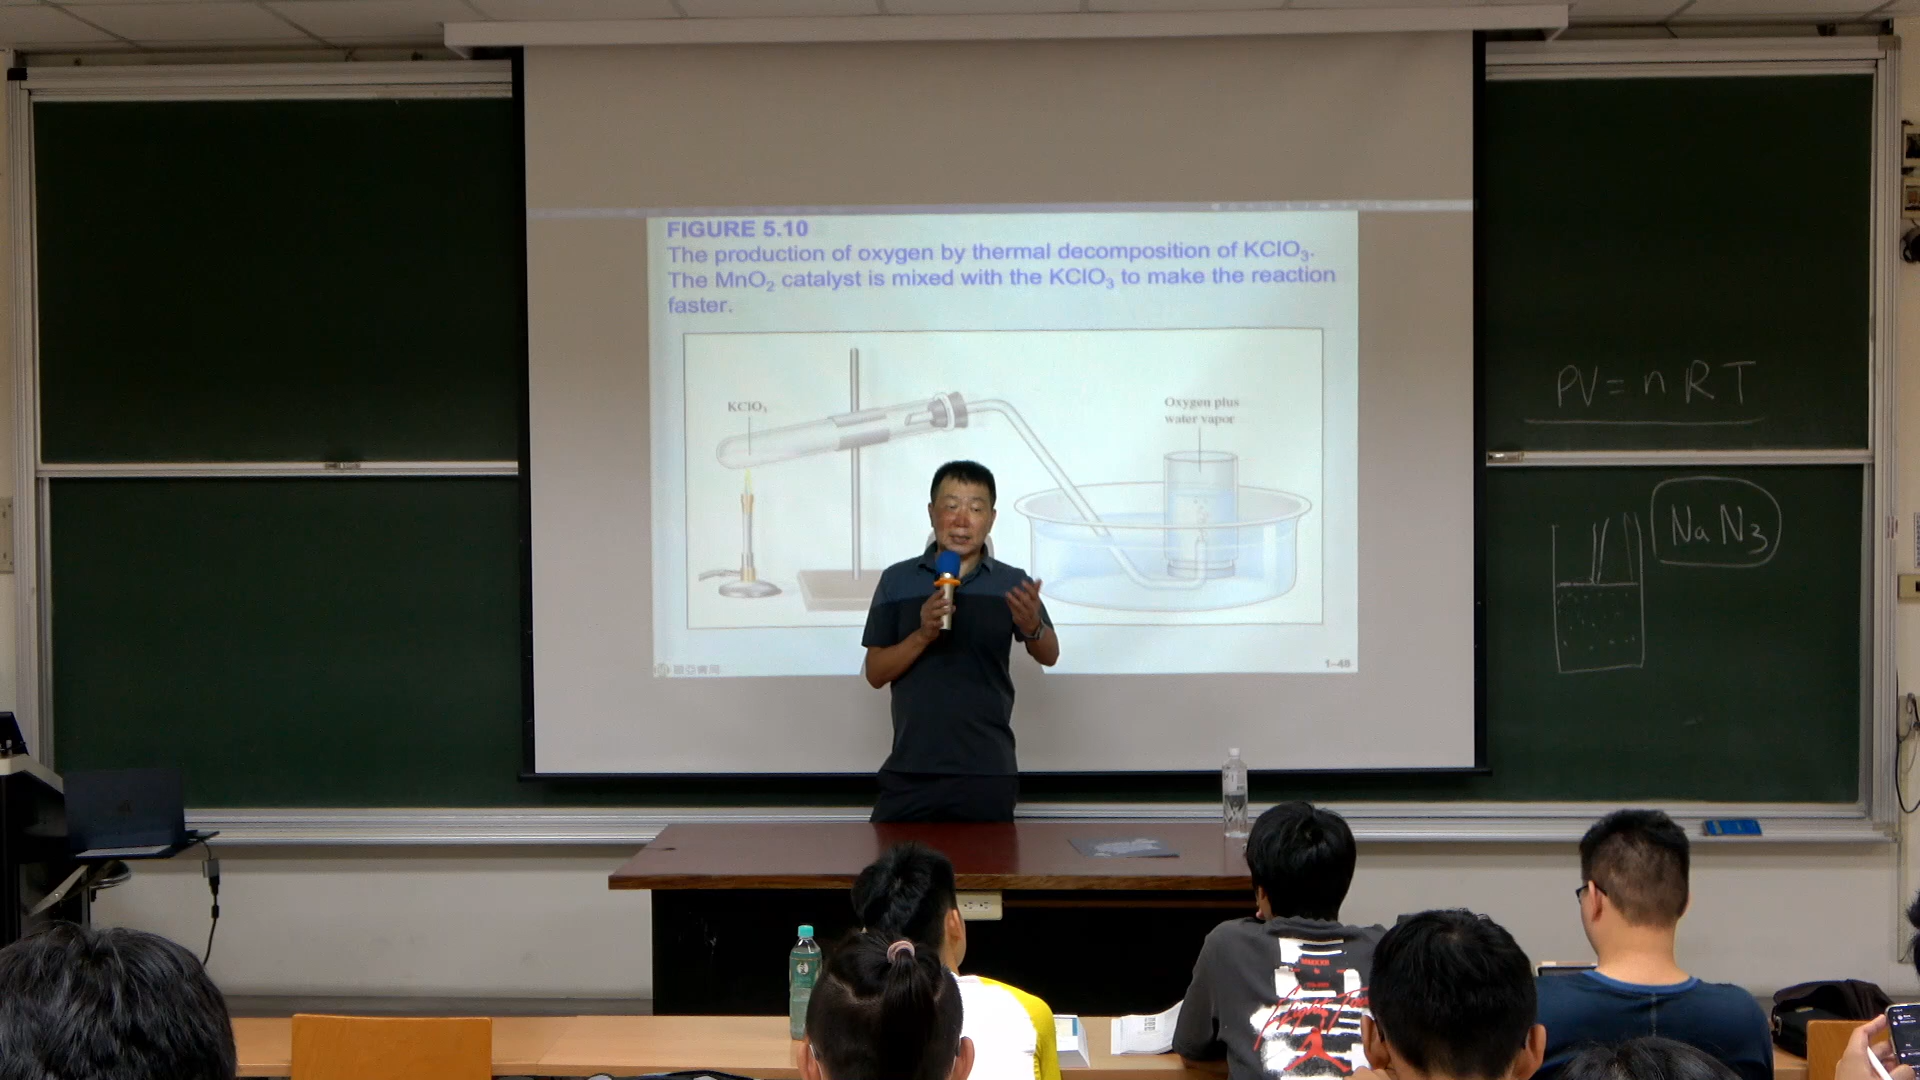 FIGURE 5.10
The production of oxygen by thermal decomposition of KClO₃.
The MnO₂ catalyst is mixed with the KClO₃ to make the reaction
faster.
KClO₃
Oxygen plus
water vapor
1–48
PV = nRT
NaN₃